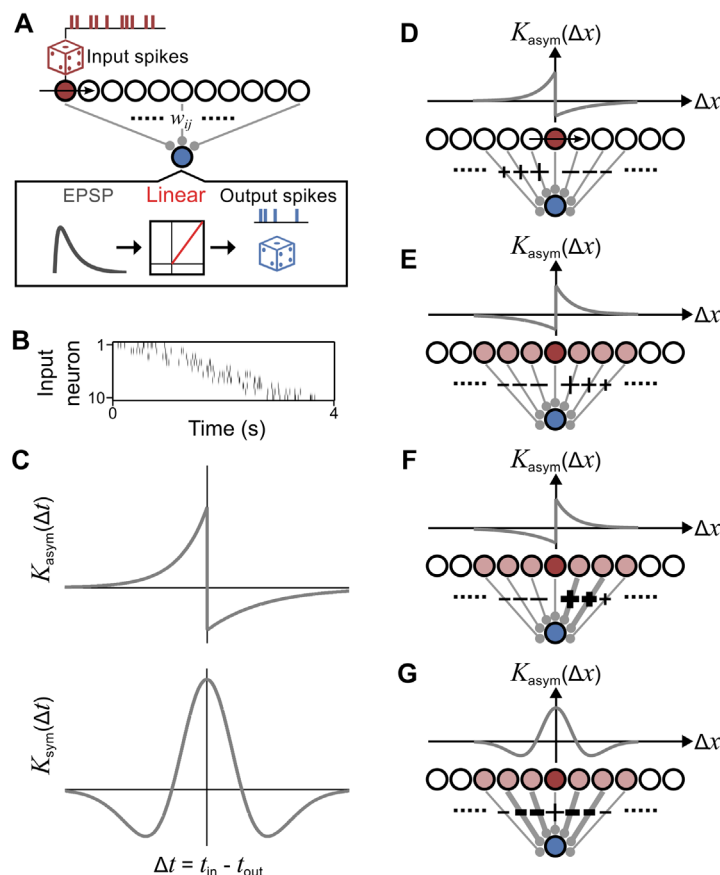 A
Input spikes
w_ij
EPSP Linear Output spikes
B
Input neuron
1
10
0 4
Time (s)
C
K_asym(Δt)
K_sym(Δt)
Δt = t_in - t_out
D
K_asym(Δx)
Δx
+ + + – – –
E
K_asym(Δx)
Δx
– – – + + +
F
K_asym(Δx)
Δx
– – – + + +
G
K_asym(Δx)
Δx
– – – + – – –